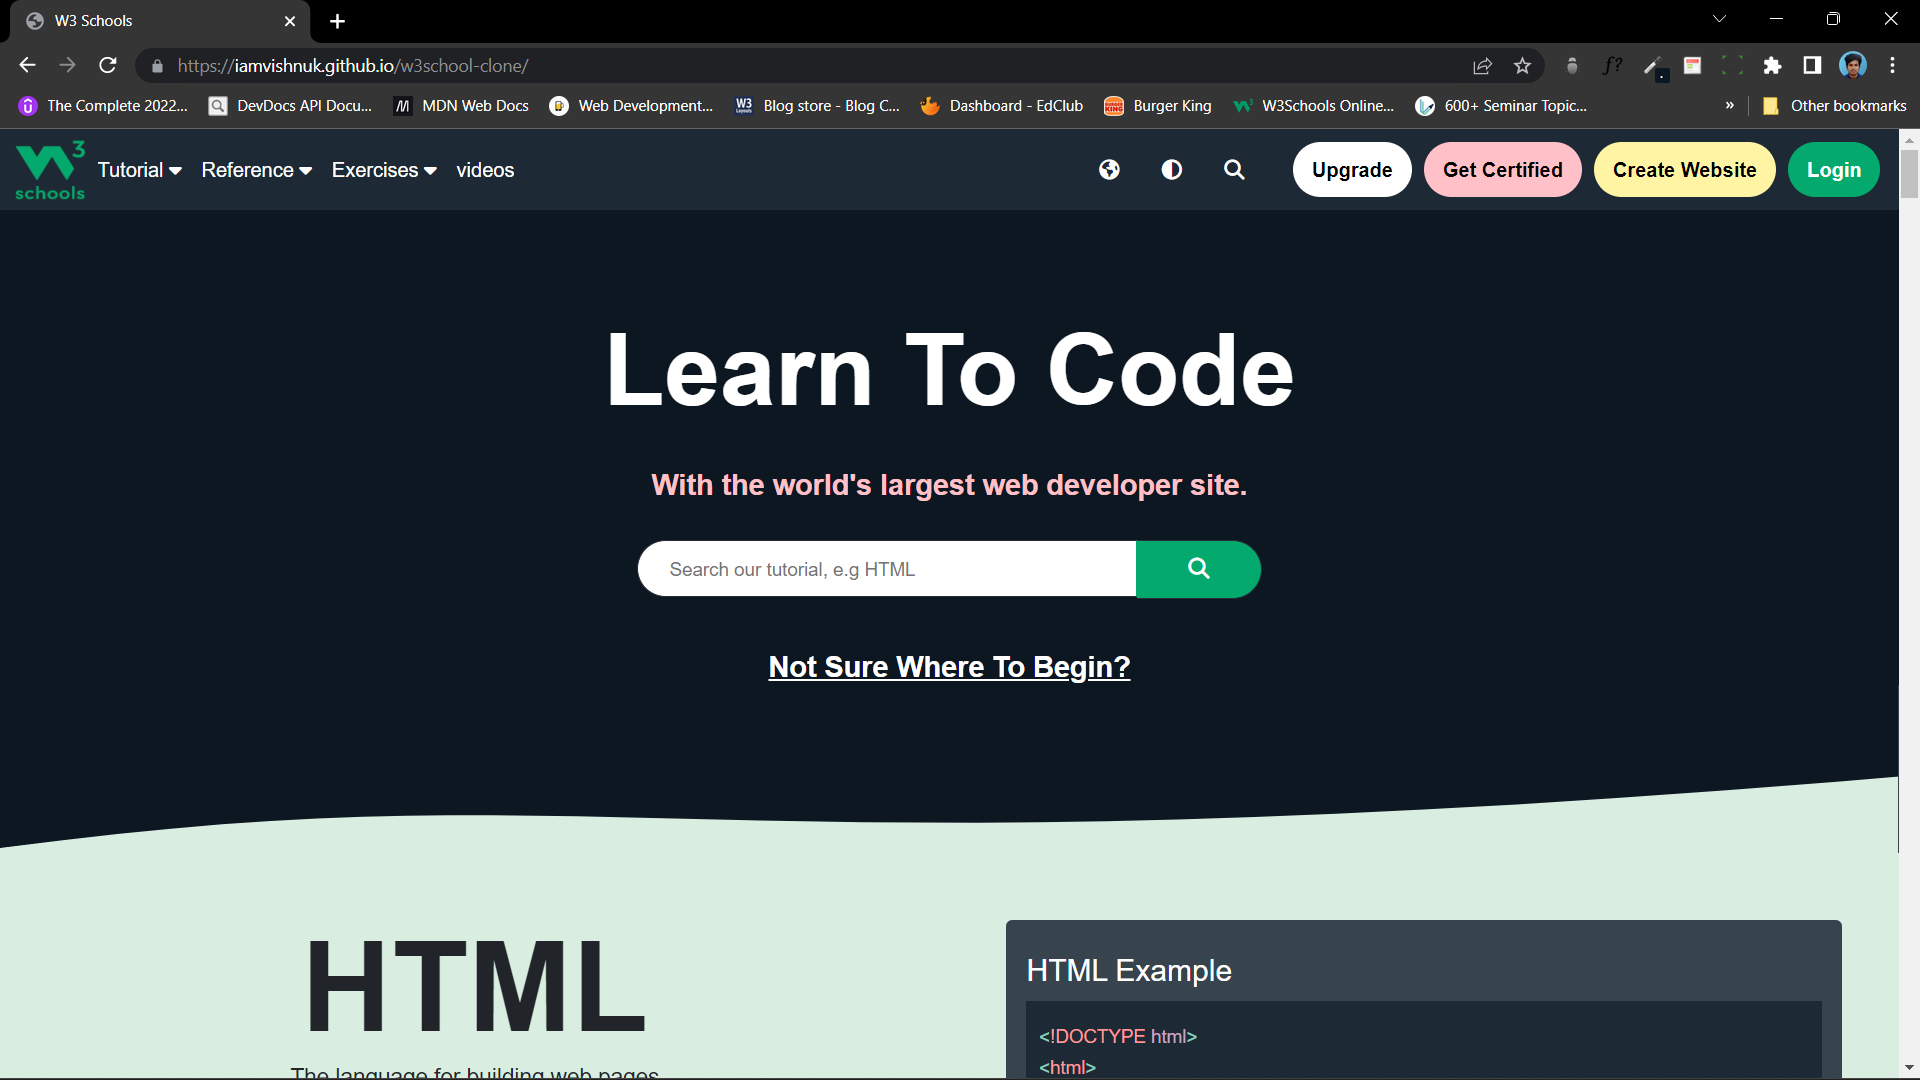 W3 Schools
https://iamvishnuk.github.io/w3school-clone/
f?
The Complete 2022...
DevDocs API Docu...
MDN Web Docs
Web Development...
Blog store - Blog C...
Dashboard - EdClub
Burger King
W3Schools Online...
600+ Seminar Topic...
»
Other bookmarks
W3
schools
Tutorial
Reference
Exercises
videos
Upgrade
Get Certified
Create Website
Login
Learn To Code
With the world's largest web developer site.
Search our tutorial, e.g HTML
Not Sure Where To Begin?
HTML
The language for building web pages
HTML Example
<!DOCTYPE html>
<html>